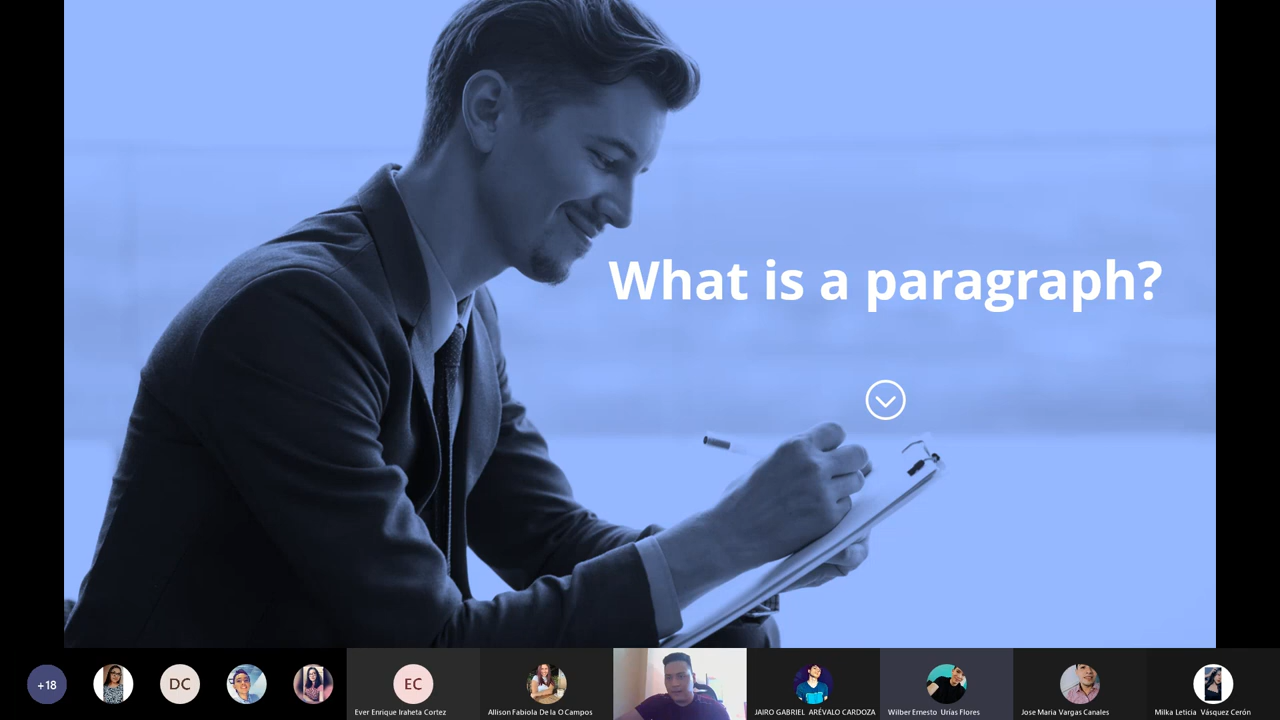 What is a paragraph?
+18
DC
EC
Ever Enrique Iraheta Cortez
Allison Fabiola De la O Campos
JAIRO GABRIEL ARÉVALO CARDOZA
Wilber Ernesto Urías Flores
Jose Maria Vargas Canales
Milka Leticia Vásquez Cerón